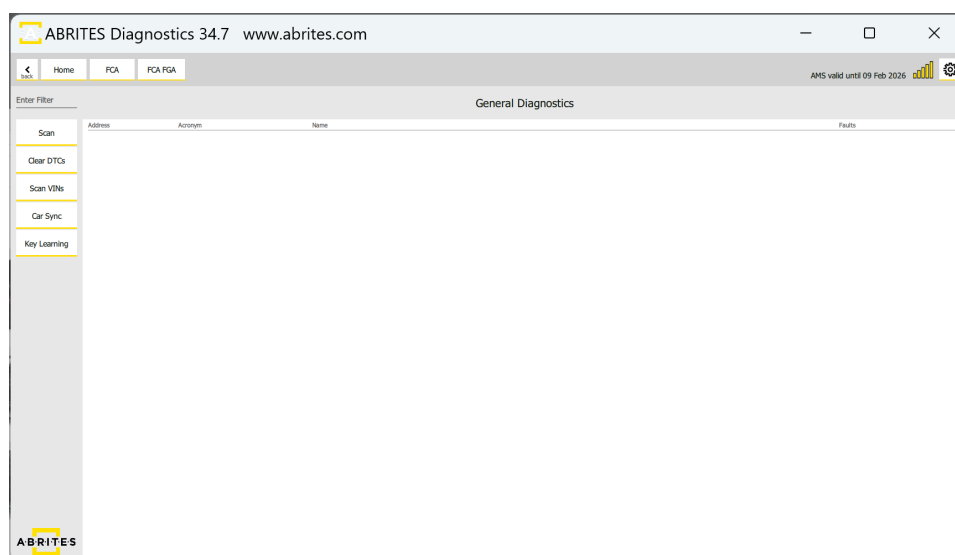 ABRITES Diagnostics 34.7 www.abrites.com
back Home FCA FCA FGA AMS valid until 09 Feb 2026
Enter Filter General Diagnostics
Address Acronym Name Faults
Scan
Clear DTCs
Scan VINs
Car Sync
Key Learning
A·B·R·I·T·E·S